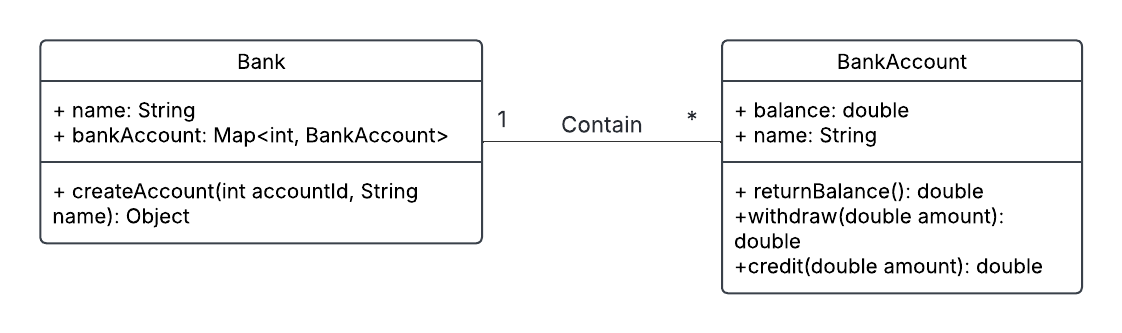 Bank
+ name: String
+ bankAccount: Map<int, BankAccount>
+ createAccount(int accountId, String
name): Object
1
Contain
*
BankAccount
+ balance: double
+ name: String
+ returnBalance(): double
+withdraw(double amount):
double
+credit(double amount): double